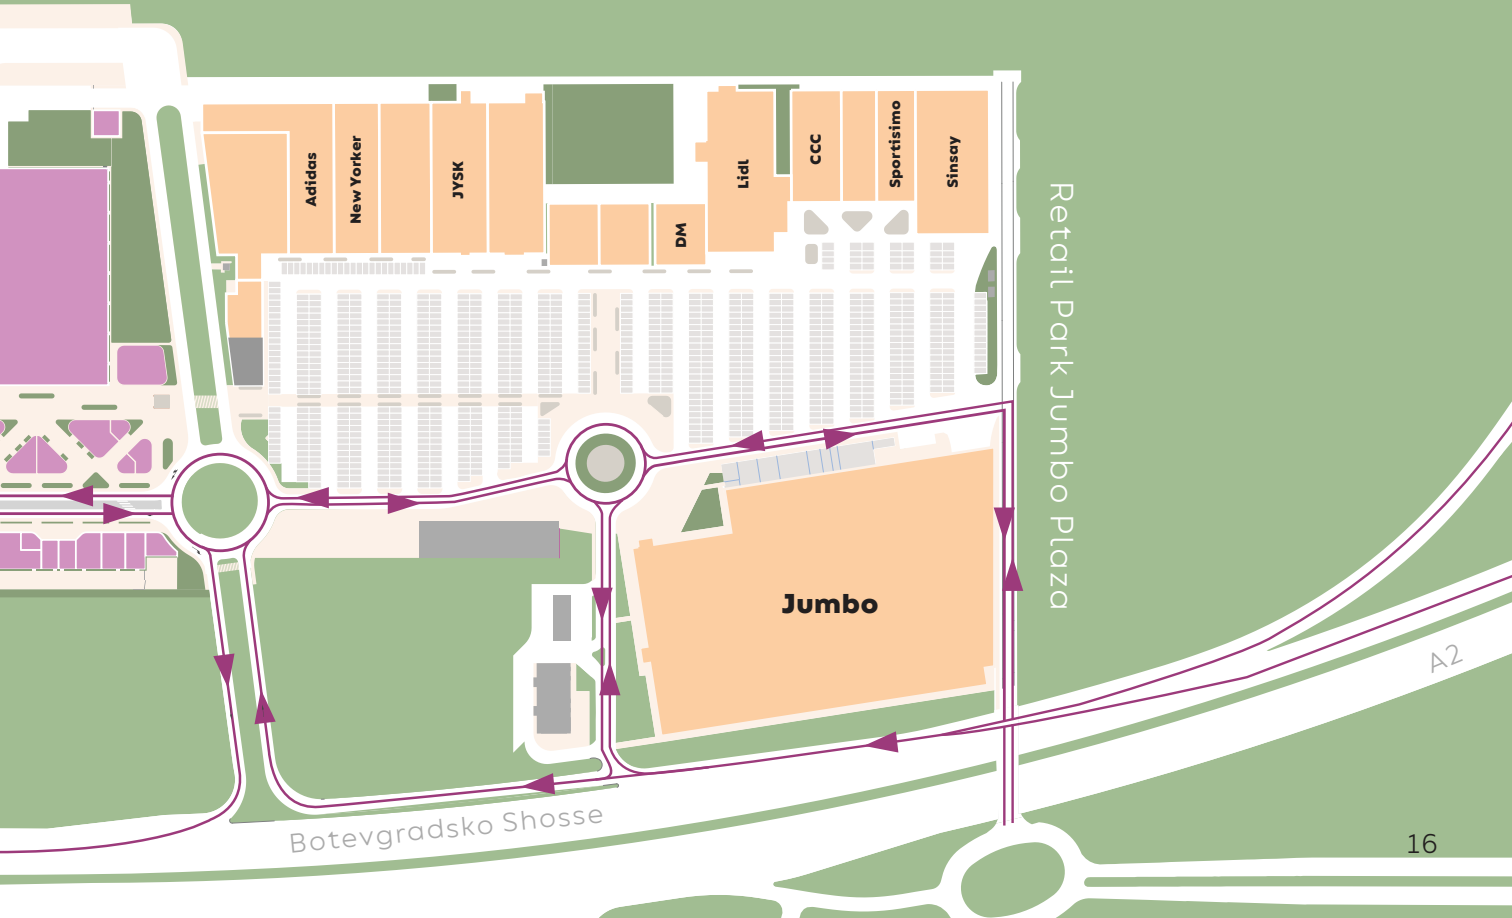 Adidas
New Yorker
JYSK
DM
Lidl
CCC
Sportisimo
Sinsay
Retail Park Jumbo Plaza
Jumbo
A2
Botevgradsko Shosse
16